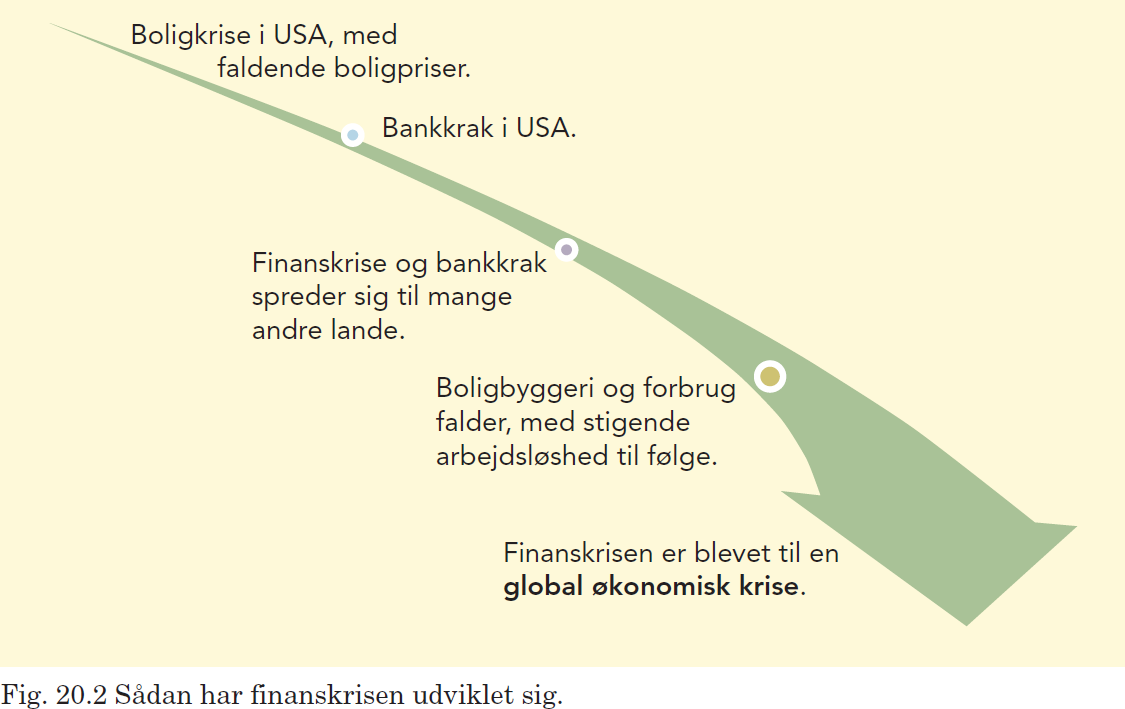 Boligkrise i USA, med
faldende boligpriser.
Bankkrak i USA.
Finanskrise og bankkrak
spreder sig til mange
andre lande.
Boligbyggeri og forbrug
falder, med stigende
arbejdsløshed til følge.
Finanskrisen er blevet til en
global økonomisk krise.
Fig. 20.2 Sådan har finanskrisen udviklet sig.